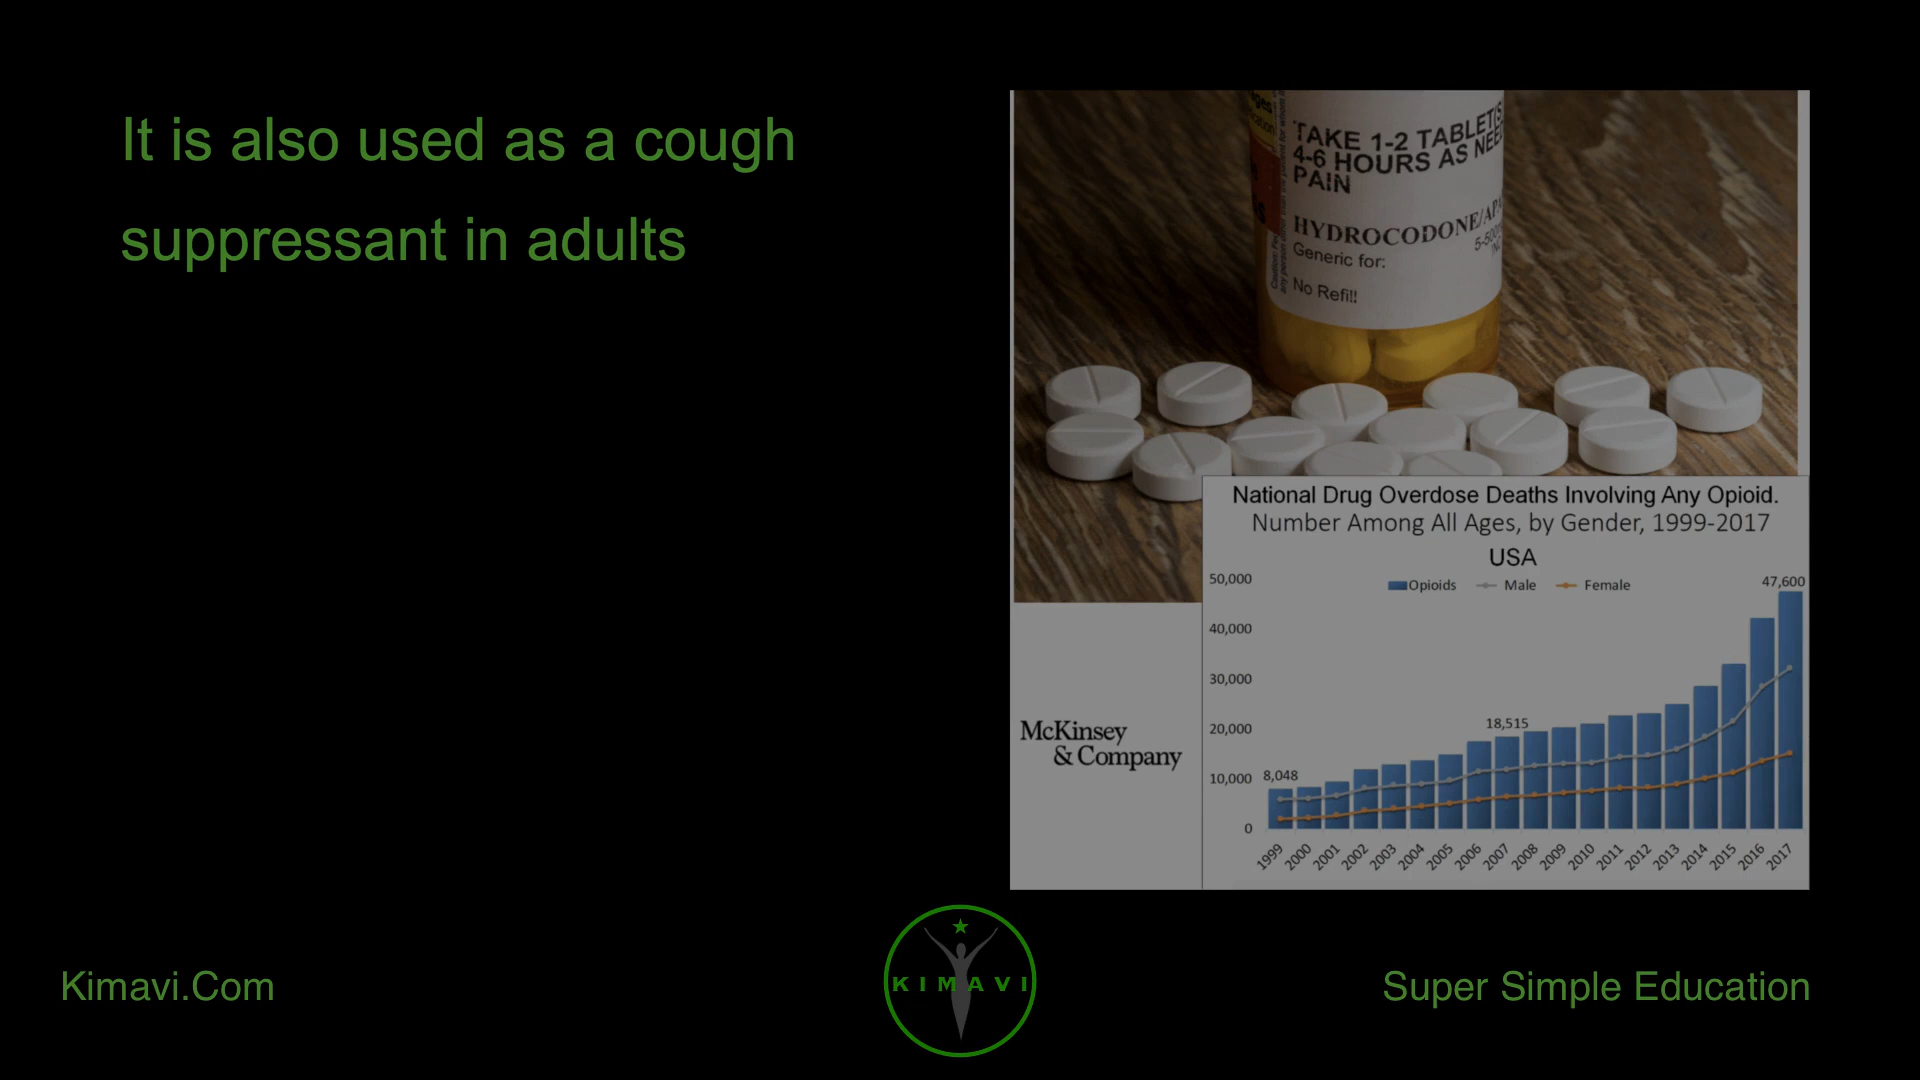 It is also used as a cough
suppressant in adults
TAKE 1-2 TABLET(S
4-6 HOURS AS NEE
PAIN
HYDROCODONE/AP
Generic for:
No Refi!!
National Drug Overdose Deaths Involving Any Opioid.
Number Among All Ages, by Gender, 1999-2017
USA
Opioids Male Female
50,000
40,000
30,000
20,000
10,000
0
8,048
18,515
47,600
1999 2000 2001 2002 2003 2004 2005 2006 2007 2008 2009 2010 2011 2012 2013 2014 2015 2016 2017
McKinsey
& Company
Kimavi.Com
KIMAVI
Super Simple Education